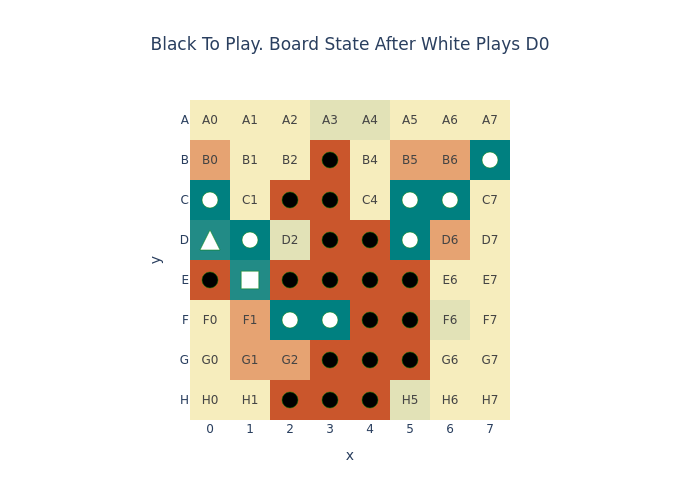 Black To Play. Board State After White Plays D0
A A0 A1 A2 A3 A4 A5 A6 A7
B B0 B1 B2 B4 B5 B6
C C1 C4 C7
D D2 D6 D7
y
E E6 E7
F F0 F1 F6 F7
G G0 G1 G2 G6 G7
H H0 H1 H5 H6 H7
0 1 2 3 4 5 6 7
x